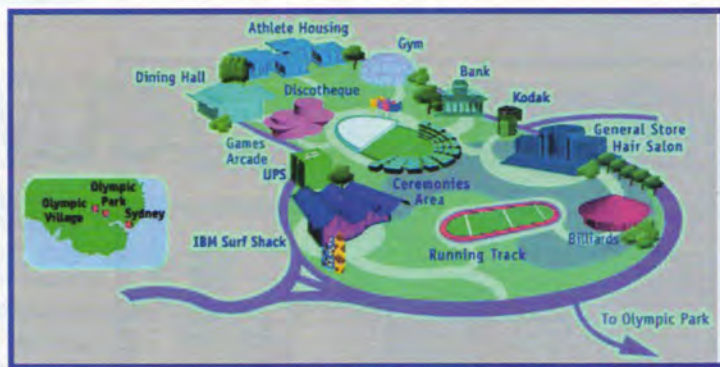 Athlete Housing
Gym
Dining Hall
Discotheque
Bank
Kodak
General Store
Hair Salon
Games
Arcade
UPS
Ceremonies
Area
Olympic
Village
Olympic
Park
Sydney
IBM Surf Shack
Running Track
Billiards
To Olympic Park